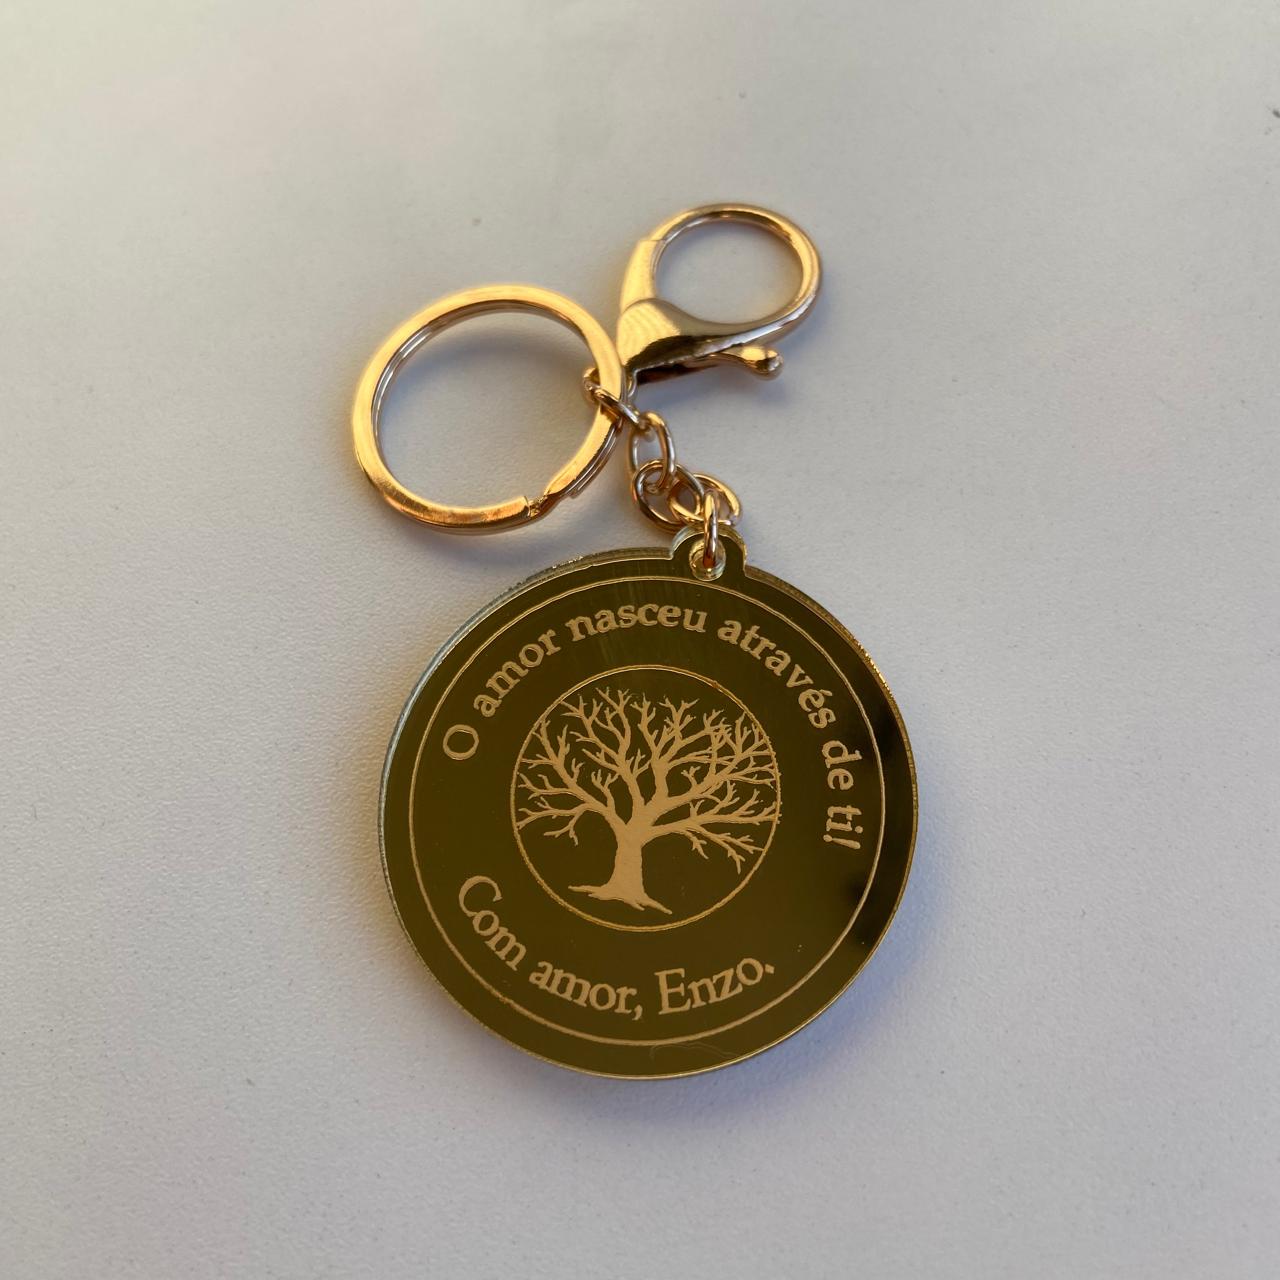 O amor nasceu através de ti!
Com amor, Enzo.